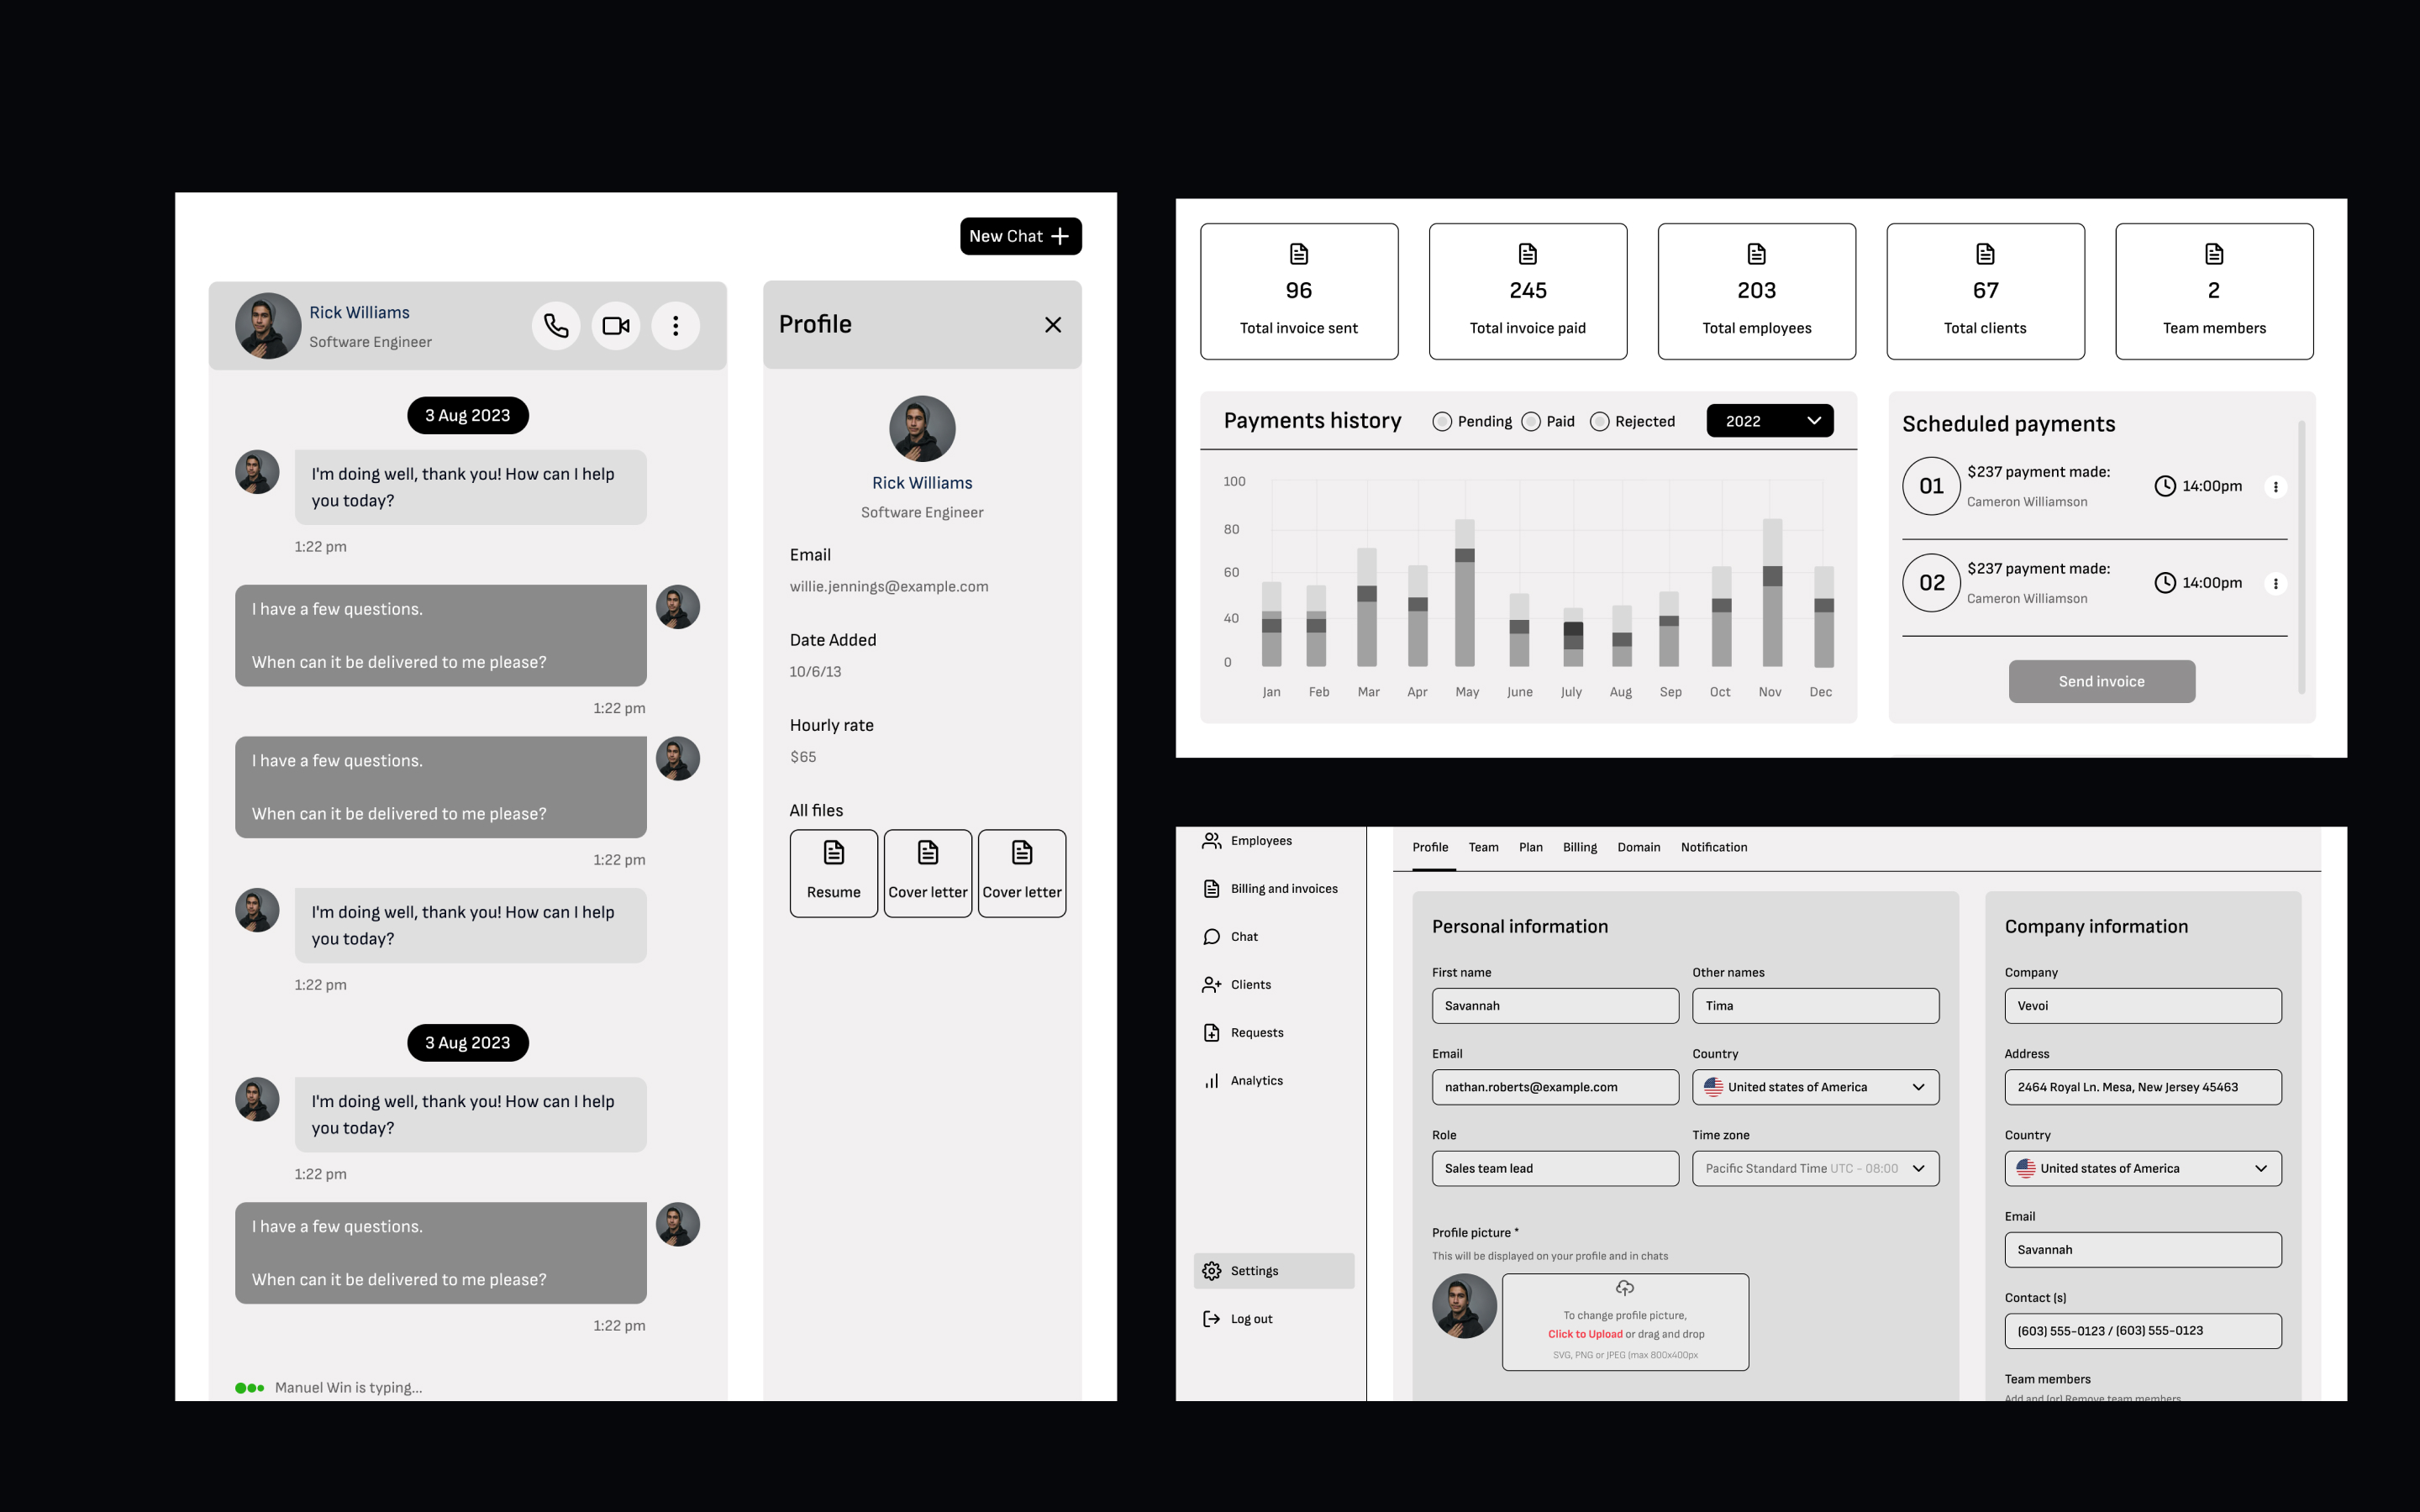 New Chat
Rick Williams
Software Engineer
3 Aug 2023
I'm doing well, thank you! How can I help
you today?
1:22 pm
I have a few questions.
When can it be delivered to me please?
1:22 pm
I have a few questions.
When can it be delivered to me please?
1:22 pm
I'm doing well, thank you! How can I help
you today?
1:22 pm
3 Aug 2023
I'm doing well, thank you! How can I help
you today?
1:22 pm
I have a few questions.
When can it be delivered to me please?
1:22 pm
Manuel Win is typing...
Profile
Rick Williams
Software Engineer
Email
willie.jennings@example.com
Date Added
10/6/13
Hourly rate
$65
All files
Resume
Cover letter
Cover letter
96
Total invoice sent
245
Total invoice paid
203
Total employees
67
Total clients
2
Team members
Payments history
Pending
Paid
Rejected
2022
100
80
60
40
0
Jan
Feb
Mar
Apr
May
June
July
Aug
Sep
Oct
Nov
Dec
Scheduled payments
01
$237 payment made:
Cameron Williamson
14:00pm
02
$237 payment made:
Cameron Williamson
14:00pm
Send invoice
Employees
Billing and invoices
Chat
Clients
Requests
Analytics
Settings
Log out
Profile
Team
Plan
Billing
Domain
Notification
Personal information
First name
Savannah
Other names
Tima
Email
nathan.roberts@example.com
Country
United states of America
Role
Sales team lead
Time zone
Pacific Standard Time UTC - 08:00
Profile picture *
This will be displayed on your profile and in chats
To change profile picture,
Click to Upload or drag and drop
SVG, PNG or JPEG (max 800x400px
Company information
Company
Vevoi
Address
2464 Royal Ln. Mesa, New Jersey 45463
Country
United states of America
Email
Savannah
Contact (s)
(603) 555-0123 / (603) 555-0123
Team members
Add and (or) Remove team members